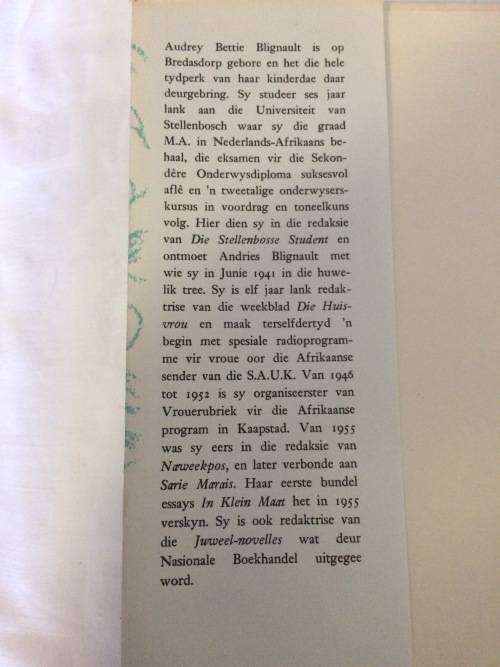 Audrey Bettie Blignault is op
Bredasdorp gebore en het die hele
tydperk van haar kinderdae daar
deurgebring. Sy studeer ses jaar
lank aan die Universiteit van
Stellenbosch waar sy die graad
M.A. in Nederlands-Afrikaans be-
haal, die eksamen vir die Sekon-
dêre Onderwysdiploma suksesvol
aflê en 'n tweetalige onderwysers-
kursus in voordrag en toneelkuns
volg. Hier dien sy in die redaksie
van Die Stellenbosse Student en
ontmoet Andries Blignault met
wie sy in Junie 1941 in die huwe-
lik tree. Sy is elf jaar lank redak-
trise van die weekblad Die Huis-
vrou en maak terselfdertyd 'n
begin met spesiale radioprogram-
me vir vroue oor die Afrikaanse
sender van die S.A.U.K. Van 1946
tot 1952 is sy organiseerster van
Vrouerubriek vir die Afrikaanse
program in Kaapstad. Van 1955
was sy eers in die redaksie van
Naweekpos, en later verbonde aan
Sarie Marais. Haar eerste bundel
essays In Klein Maat het in 1955
verskyn. Sy is ook redaktrise van
die Juweel-novelles wat deur
Nasionale Boekhandel uitgegee
word.